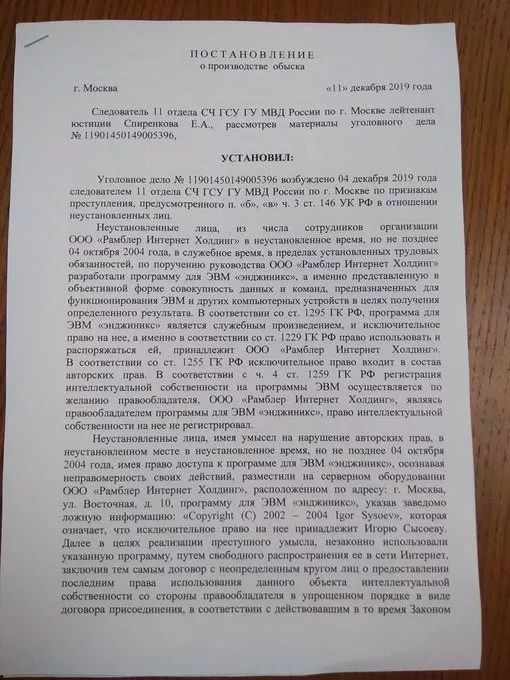 ПОСТАНОВЛЕНИЕ
о производстве обыска
г. Москва «11» декабря 2019 года
Следователь 11 отдела СЧ ГСУ ГУ МВД России по г. Москве лейтенант
юстиции Спиренкова Е.А., рассмотрев материалы уголовного дела
№ 11901450149005396,
УСТАНОВИЛ:
Уголовное дело № 11901450149005396 возбуждено 04 декабря 2019 года
следователем 11 отдела СЧ ГСУ ГУ МВД России по г. Москве по признакам
преступления, предусмотренного п. «б», «в» ч. 3 ст. 146 УК РФ в отношении
неустановленных лиц.
Неустановленные лица, из числа сотрудников организации
ООО «Рамблер Интернет Холдинг» в неустановленное время, но не позднее
04 октября 2004 года, в служебное время, в пределах установленных трудовых
обязанностей, по поручению руководства ООО «Рамблер Интернет Холдинг»
разработали программу для ЭВМ «энджиникс», а именно представленную в
объективной форме совокупность данных и команд, предназначенных для
функционирования ЭВМ и других компьютерных устройств в целях получения
определенного результата. В соответствии со ст. 1295 ГК РФ, программа для
ЭВМ «энджиникс» является служебным произведением, и исключительное
право на нее, а именно в соответствии со ст. 1229 ГК РФ право использовать и
распоряжаться ей, принадлежит ООО «Рамблер Интернет Холдинг».
В соответствии со ст. 1255 ГК РФ исключительное право входит в состав
авторских прав. В соответствии с ч. 4 ст. 1259 ГК РФ регистрация
интеллектуальной собственности на программы ЭВМ осуществляется по
желанию правообладателя, ООО «Рамблер Интернет Холдинг», являясь
правообладателем программы для ЭВМ «энджиникс», право интеллектуальной
собственности на нее не регистрировал.
Неустановленные лица, имея умысел на нарушение авторских прав, в
неустановленном месте в неустановленное время, но не позднее 04 октября
2004 года, имея право доступа к программе для ЭВМ «энджиникс», осознавая
неправомерность своих действий, разместили на серверном оборудовании
ООО «Рамблер Интернет Холдинг», расположенном по адресу: г. Москва,
ул. Восточная, д. 10, программу для ЭВМ «энджиникс», указав заведомо
ложную информацию: «Copyright (C) 2002 – 2004 Igor Sysoev», которая
означает, что исключительное право на нее принадлежит Игорю Сысоеву.
Далее в целях реализации преступного умысла, незаконно использовали
указанную программу, путем свободного распространения ее в сети Интернет,
заключив тем самым договор с неопределенным кругом лиц о предоставлении
последним права использования данного объекта интеллектуальной
собственности со стороны правообладателя в упрощенном порядке в виде
договора присоединения, в соответствии с действовавшим в то время Законом